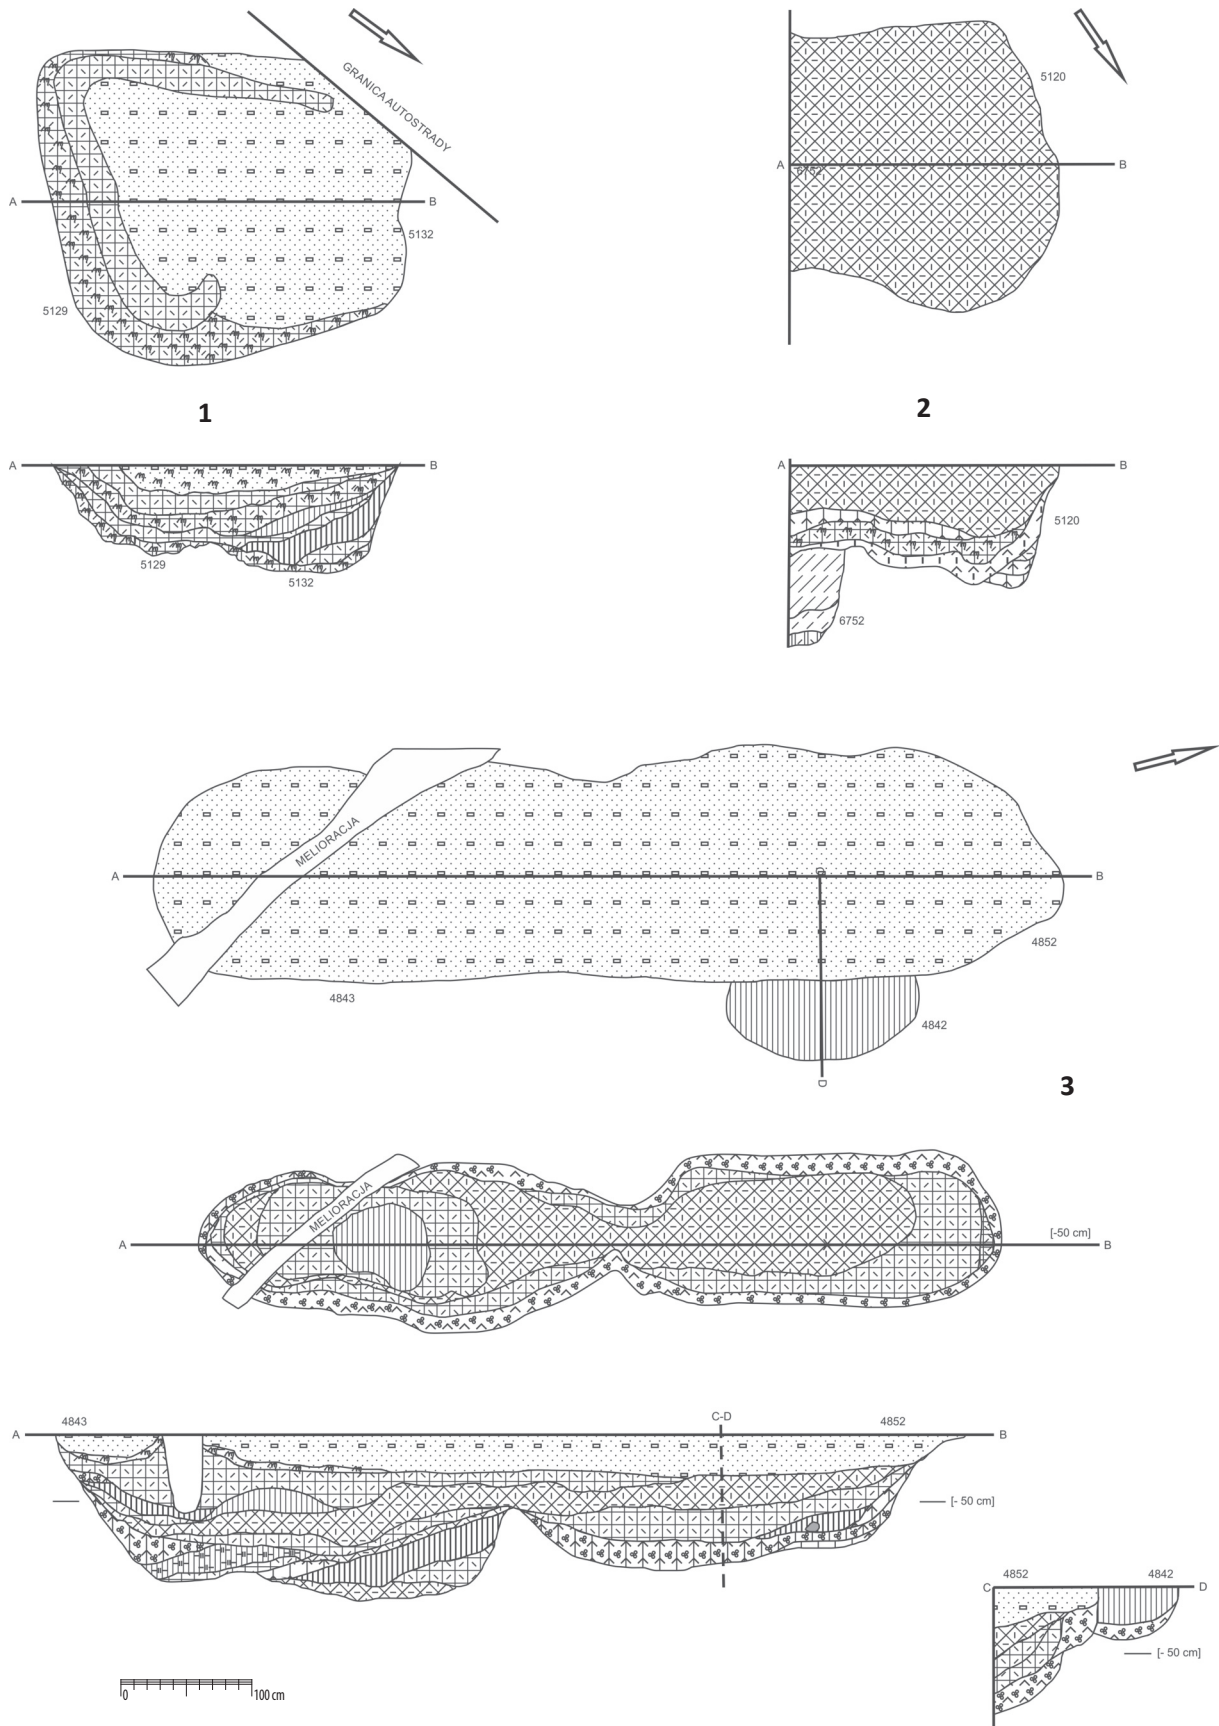 GRANICA AUTOSTRADY
A B
5132
5129
1
A B
5129
5132
5120
A B
6752
2
A B
5120
6752
MELIORACJA
A C B
4852
4843
4842
D
3
MELIORACJA
[-50 cm]
A B
4843 C-D 4852
A B
[- 50 cm]
4852 4842
C D
[- 50 cm]
0 100 cm